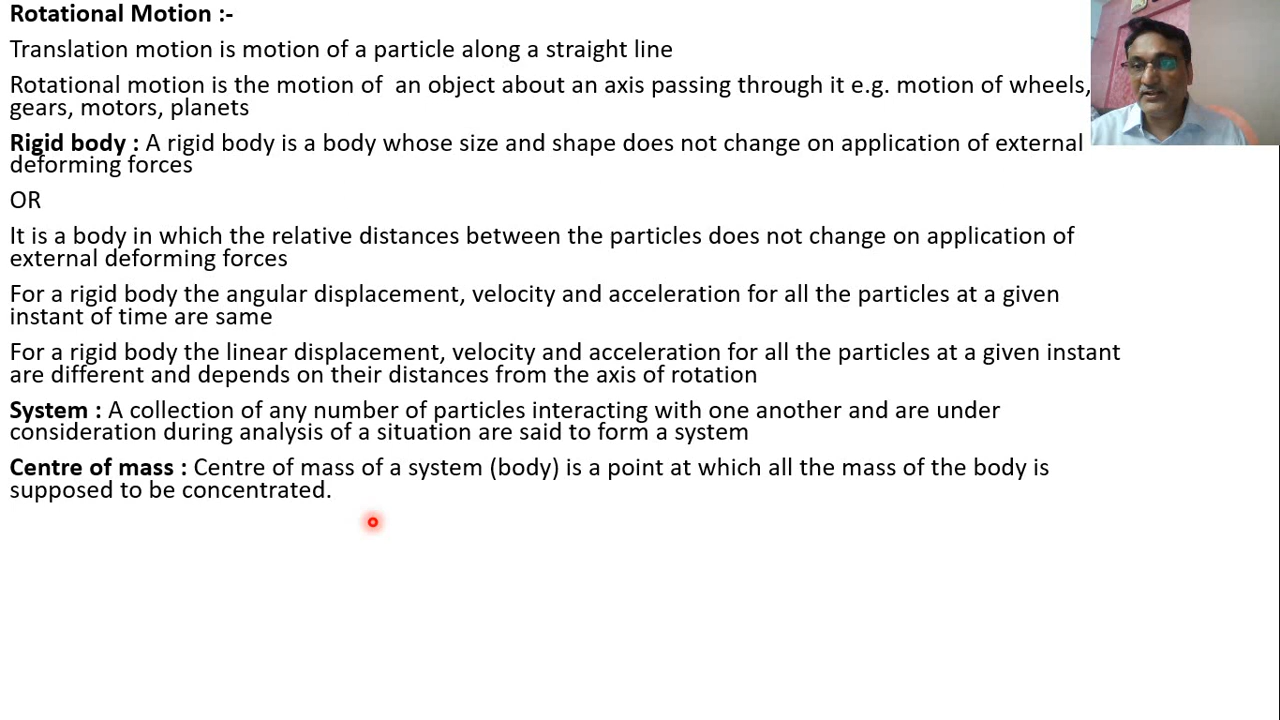 Rotational Motion :-
Translation motion is motion of a particle along a straight line
Rotational motion is the motion of  an object about an axis passing through it e.g. motion of wheels,
gears, motors, planets
Rigid body : A rigid body is a body whose size and shape does not change on application of external
deforming forces
OR
It is a body in which the relative distances between the particles does not change on application of
external deforming forces
For a rigid body the angular displacement, velocity and acceleration for all the particles at a given
instant of time are same
For a rigid body the linear displacement, velocity and acceleration for all the particles at a given instant
are different and depends on their distances from the axis of rotation
System : A collection of any number of particles interacting with one another and are under
consideration during analysis of a situation are said to form a system
Centre of mass : Centre of mass of a system (body) is a point at which all the mass of the body is
supposed to be concentrated.